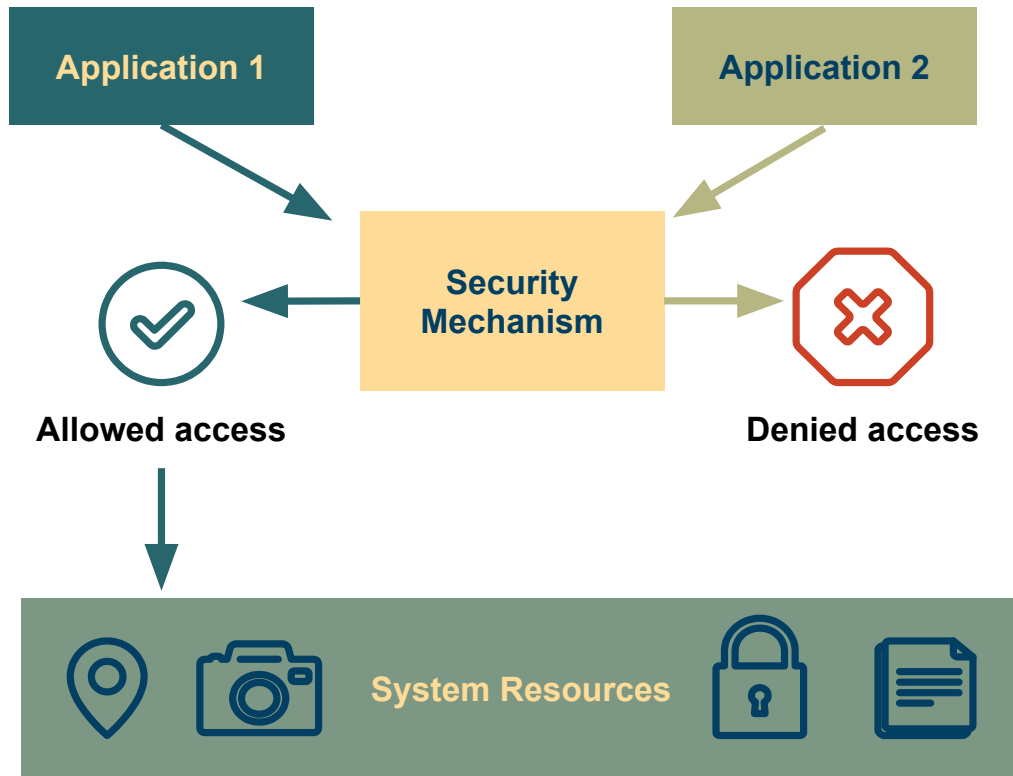 Application 1
Application 2
Security
Mechanism
Allowed access
Denied access
System Resources